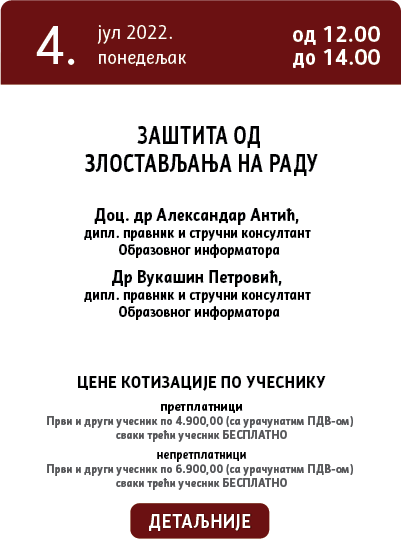 4.
јул 2022.
понедељак
од 12.00
до 14.00
ЗАШТИТА ОД
ЗЛОСТАВЉАЊА НА РАДУ
Доц. др Александар Антић,
дипл. правник и стручни консултант
Образовног информатора
Др Вукашин Петровић,
дипл. правник и стручни консултант
Образовног информатора
ЦЕНЕ КОТИЗАЦИЈЕ ПО УЧЕСНИКУ
претплатници
Први и други учесник по 4.900,00 (са урачунатим ПДВ-ом)
сваки трећи учесник БЕСПЛАТНО
непретплатници
Први и други учесник по 6.900,00 (са урачунатим ПДВ-ом)
сваки трећи учесник БЕСПЛАТНО
ДЕТАЉНИЈЕ